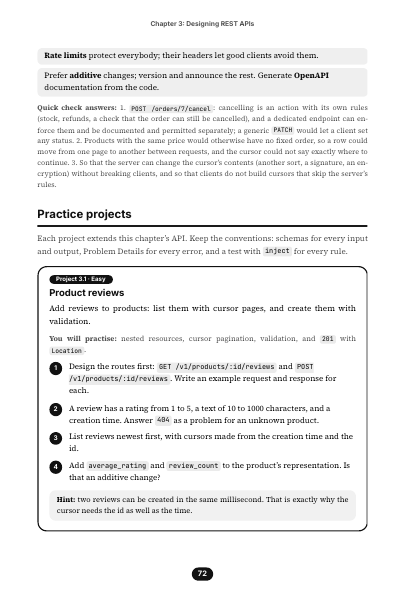 Chapter 3: Designing REST APIs
Rate limits protect everybody; their headers let good clients avoid them.
Prefer additive changes; version and announce the rest. Generate OpenAPI
documentation from the code.
Quick check answers: 1. POST /orders/7/cancel: cancelling is an action with its own rules
(stock, refunds, a check that the order can still be cancelled), and a dedicated endpoint can en-
force them and be documented and permitted separately; a generic PATCH would let a client set
any status. 2. Products with the same price would otherwise have no fixed order, so a row could
move from one page to another between requests, and the cursor could not say exactly where to
continue. 3. So that the server can change the cursor's contents (another sort, a signature, an en-
cryption) without breaking clients, and so that clients do not build cursors that skip the server's
rules.
Practice projects
Each project extends this chapter's API. Keep the conventions: schemas for every input
and output, Problem Details for every error, and a test with inject for every rule.
Project 3.1 · Easy
Product reviews
Add reviews to products: list them with cursor pages, and create them with
validation.
You will practise: nested resources, cursor pagination, validation, and 201 with
Location.
1 Design the routes first: GET /v1/products/:id/reviews and POST
/v1/products/:id/reviews. Write an example request and response for
each.
2 A review has a rating from 1 to 5, a text of 10 to 1000 characters, and a
creation time. Answer 404 as a problem for an unknown product.
3 List reviews newest first, with cursors made from the creation time and the
id.
4 Add average_rating and review_count to the product's representation. Is
that an additive change?
Hint: two reviews can be created in the same millisecond. That is exactly why the
cursor needs the id as well as the time.
72